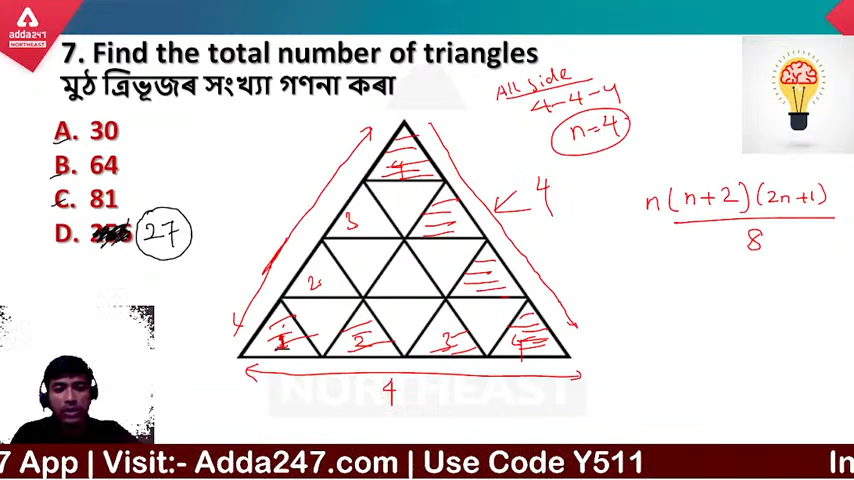 adda247
NORTHEAST
7. Find the total number of triangles
মুঠ ত্ৰিভূজৰ সংখ্যা গণনা কৰা
All side
4-4-4
n=4
A. 30
B. 64
C. 81
D. 27
4
n(n+2)(2n+1)
8
4
3
2
1 2 3 4
4
NORTHEAST
7 App | Visit:- Adda247.com | Use Code Y511
In